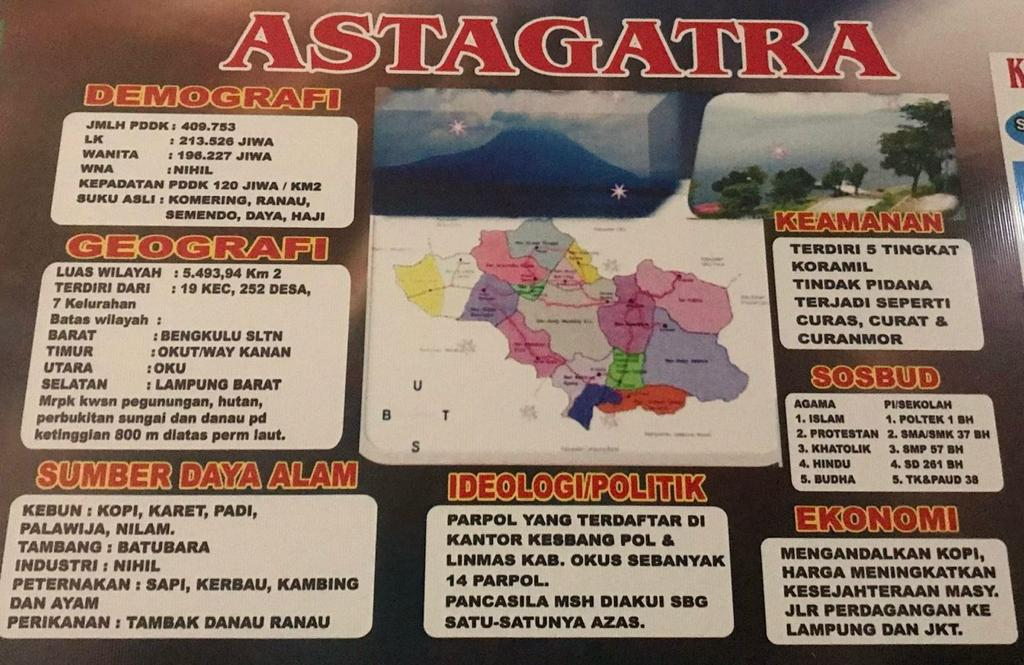 ASTAGATRA
DEMOGRAFI
JMLH PDDK : 409.753
LK : 213.526 JIWA
WANITA : 196.227 JIWA
WNA : NIHIL
KEPADATAN PDDK 120 JIWA / KM2
SUKU ASLI : KOMERING, RANAU,
SEMENDO, DAYA, HAJI
GEOGRAFI
LUAS WILAYAH : 5.493,94 Km 2
TERDIRI DARI : 19 KEC, 252 DESA,
7 Kelurahan
Batas wilayah :
BARAT : BENGKULU SLTN
TIMUR : OKUT/WAY KANAN
UTARA : OKU
SELATAN : LAMPUNG BARAT
Mrpk kwsn pegunungan, hutan,
perbukitan sungai dan danau pd
ketinggian 800 m diatas perm laut.
SUMBER DAYA ALAM
KEBUN : KOPI, KARET, PADI,
PALAWIJA, NILAM.
TAMBANG : BATUBARA
INDUSTRI : NIHIL
PETERNAKAN : SAPI, KERBAU, KAMBING
DAN AYAM
PERIKANAN : TAMBAK DANAU RANAU
U
B T
S
IDEOLOGI/POLITIK
PARPOL YANG TERDAFTAR DI
KANTOR KESBANG POL &
LINMAS KAB. OKUS SEBANYAK
14 PARPOL.
PANCASILA MSH DIAKUI SBG
SATU-SATUNYA AZAS.
KEAMANAN
TERDIRI 5 TINGKAT
KORAMIL
TINDAK PIDANA
TERJADI SEPERTI
CURAS, CURAT &
CURANMOR
SOSBUD
AGAMA PI/SEKOLAH
1. ISLAM 1. POLTEK 1 BH
2. PROTESTAN 2. SMA/SMK 37 BH
3. KHATOLIK 3. SMP 57 BH
4. HINDU 4. SD 261 BH
5. BUDHA 5. TK&PAUD 38
EKONOMI
MENGANDALKAN KOPI,
HARGA MENINGKATKAN
KESEJAHTERAAN MASY.
JLR PERDAGANGAN KE
LAMPUNG DAN JKT.
K
S